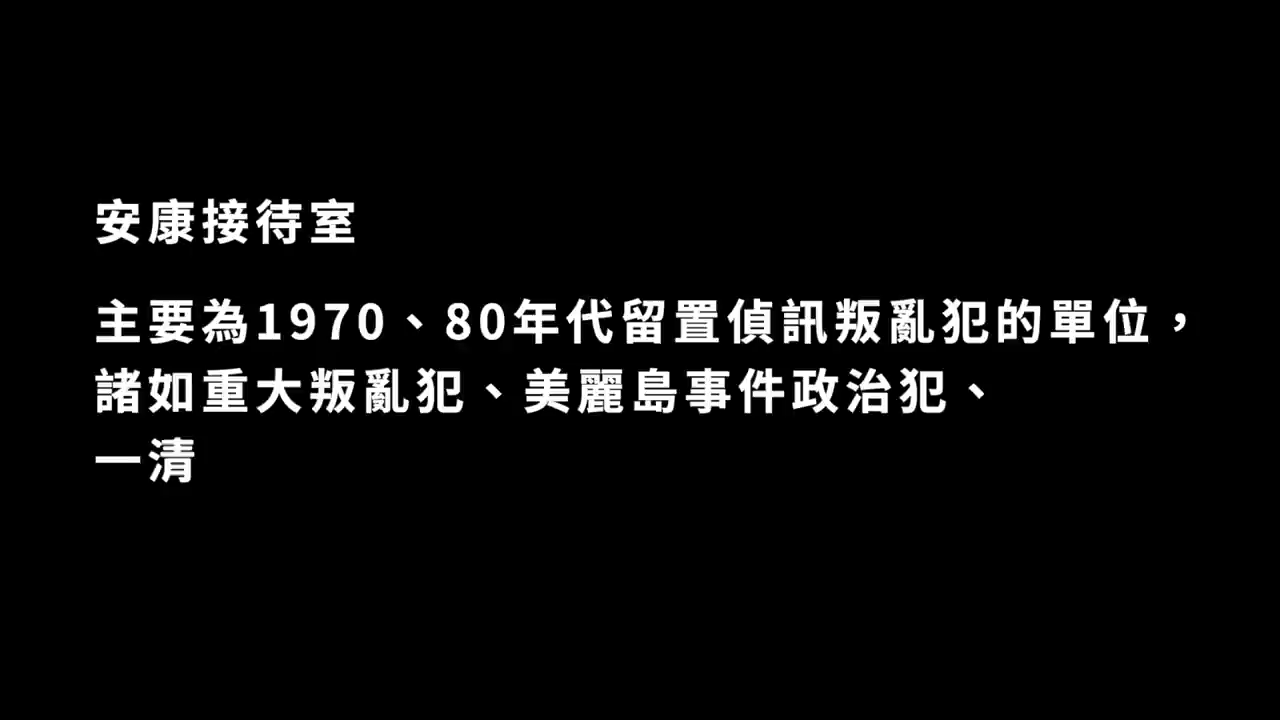 安康接待室
主要為1970、80年代留置偵訊叛亂犯的單位，
諸如重大叛亂犯、美麗島事件政治犯、
一清